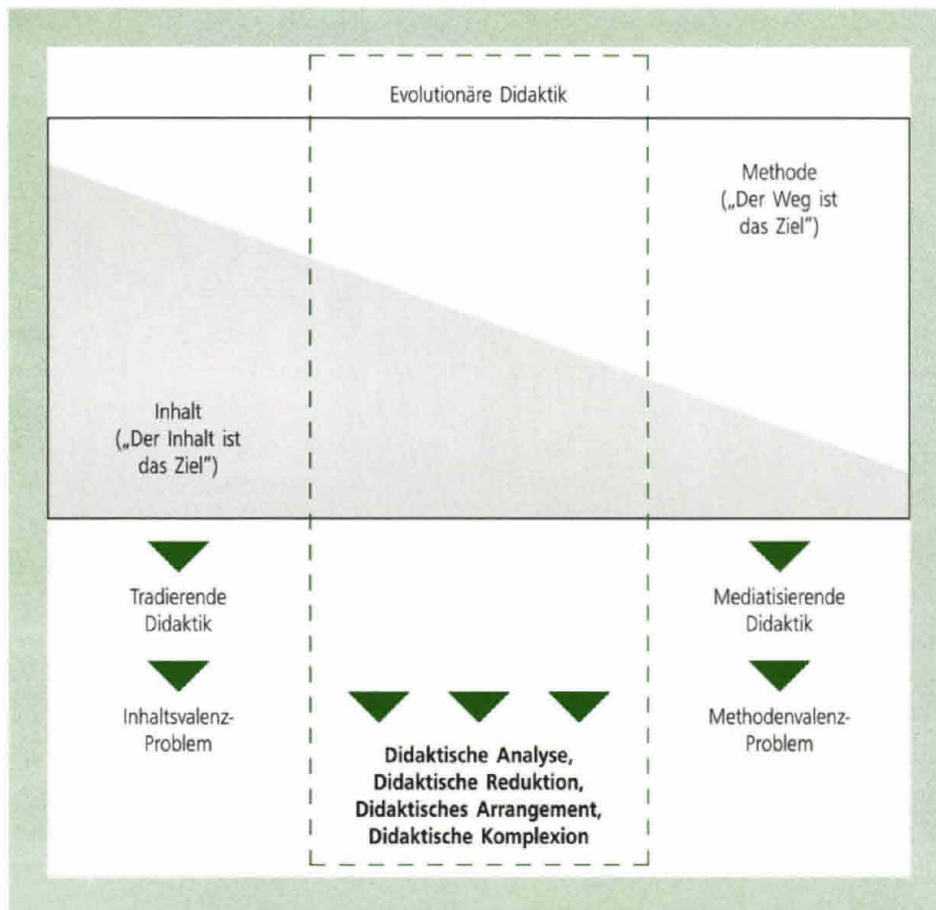 Evolutionäre Didaktik
Methode
(„Der Weg ist
das Ziel”)
Inhalt
(„Der Inhalt ist
das Ziel”)
Tradierende
Didaktik
Mediatisierende
Didaktik
Inhaltsvalenz-
Problem
Methodenvalenz-
Problem
Didaktische Analyse,
Didaktische Reduktion,
Didaktisches Arrangement,
Didaktische Komplexion